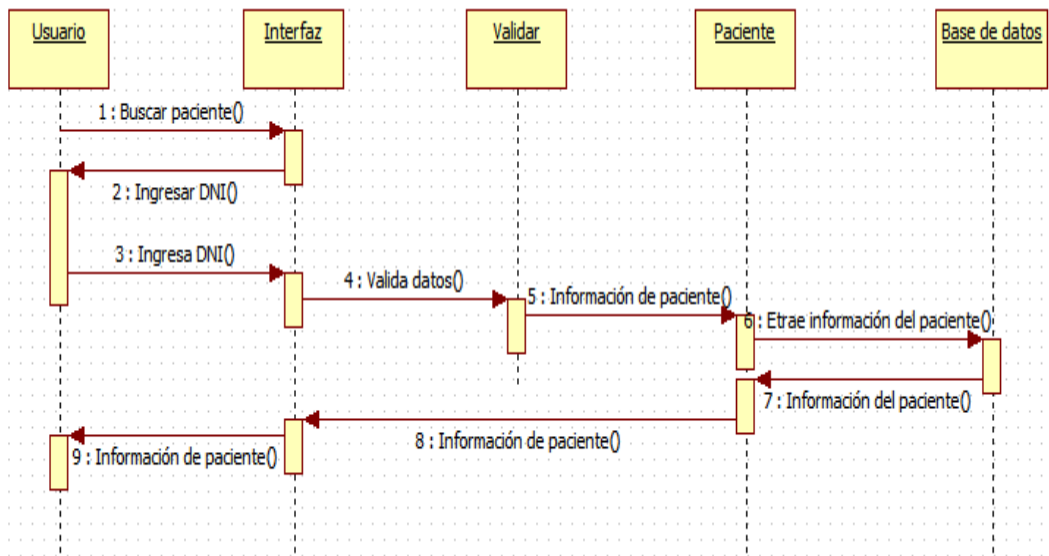 Usuario
Interfaz
Validar
Paciente
Base de datos
1 : Buscar paciente()
2 : Ingresar DNI()
3 : Ingresa DNI()
4 : Valida datos()
5 : Información de paciente()
6 : Etrae información del paciente()
7 : Información del paciente()
8 : Información de paciente()
9 : Información de paciente()